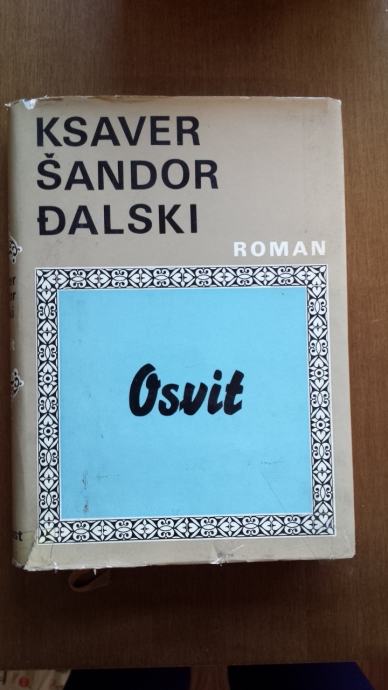 KSAVER
ŠANDOR
ĐALSKI
ROMAN
Osvit